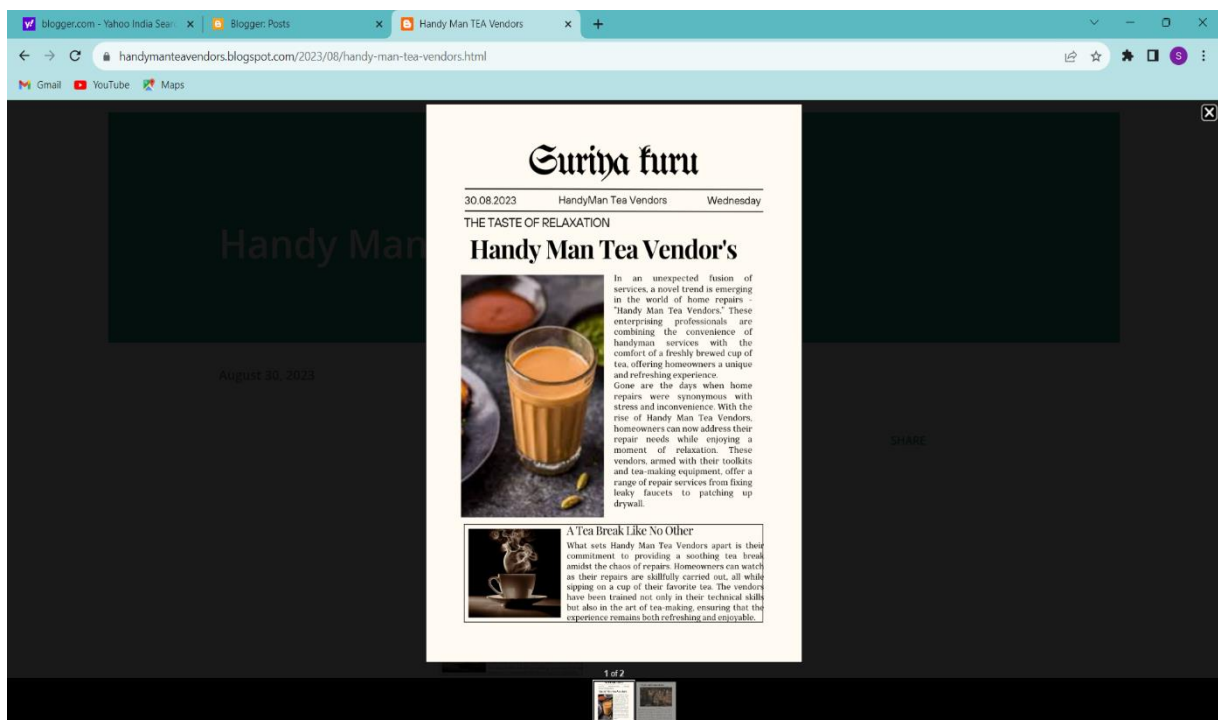 blogger.com - Yahoo India Sear
Blogger: Posts
Handy Man TEA Vendors
handymanteavendors.blogspot.com/2023/08/handy-man-tea-vendors.html
S
Gmail
YouTube
Maps
Handy Man
August 30, 2023
SHARE
Suriya furu
30.08.2023 HandyMan Tea Vendors Wednesday
THE TASTE OF RELAXATION
Handy Man Tea Vendor's
In an unexpected fusion of
services, a novel trend is emerging
in the world of home repairs -
"Handy Man Tea Vendors." These
enterprising professionals are
combining the convenience of
handyman services with the
comfort of a freshly brewed cup of
tea, offering homeowners a unique
and refreshing experience.
Gone are the days when home
repairs were synonymous with
stress and inconvenience. With the
rise of Handy Man Tea Vendors,
homeowners can now address their
repair needs while enjoying a
moment of relaxation. These
vendors, armed with their toolkits
and tea-making equipment, offer a
range of repair services from fixing
leaky faucets to patching up
drywall.
A Tea Break Like No Other
What sets Handy Man Tea Vendors apart is their
commitment to providing a soothing tea break
amidst the chaos of repairs. Homeowners can watch
as their repairs are skillfully carried out, all while
sipping on a cup of their favorite tea. The vendors
have been trained not only in their technical skills
but also in the art of tea-making, ensuring that the
experience remains both refreshing and enjoyable.
1 of 2